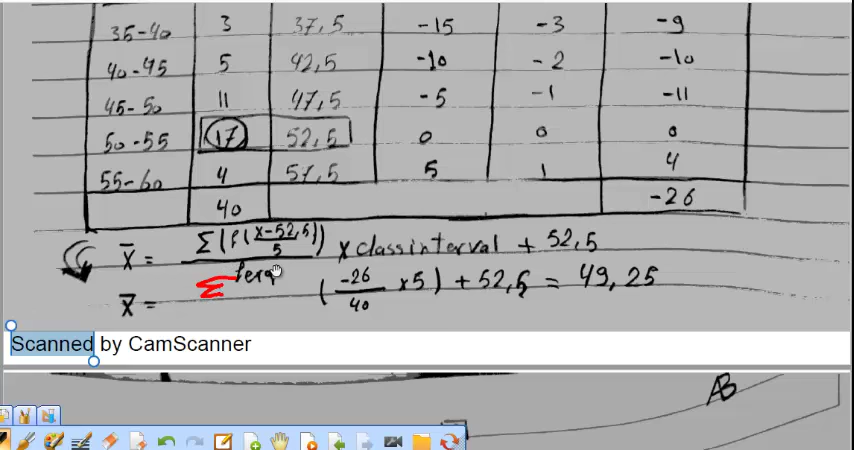 35-40 3 37,5 -15 -3 -9
40-45 5 42,5 -10 -2 -10
45-50 11 47,5 -5 -1 -11
50-55 17 52,5 0 0 0
55-60 4 57,5 5 1 4
40 -26
X̄ = Σ(f(x-52,5)/5) / Σ ferq x class interval + 52,5
X̄ = (-26/40 x5) + 52,5 = 49,25
Scanned by CamScanner
AB